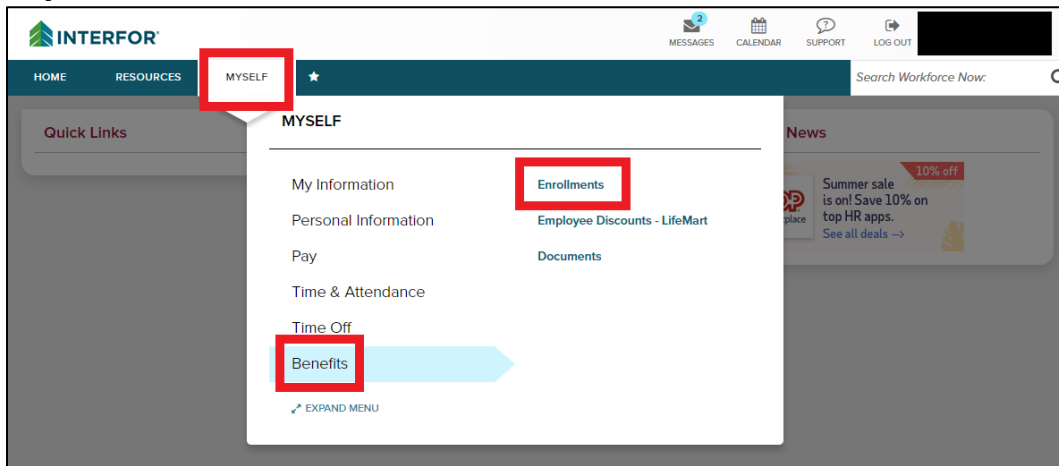 INTERFOR
2
MESSAGES
CALENDAR
SUPPORT
LOG OUT
HOME
RESOURCES
MYSELF
Search Workforce Now:
Quick Links
MYSELF
News
My Information
Enrollments
Personal Information
Employee Discounts - LifeMart
Pay
Documents
Time & Attendance
Time Off
Benefits
EXPAND MENU
10% off
Summer sale
is on! Save 10% on
top HR apps.
See all deals -->